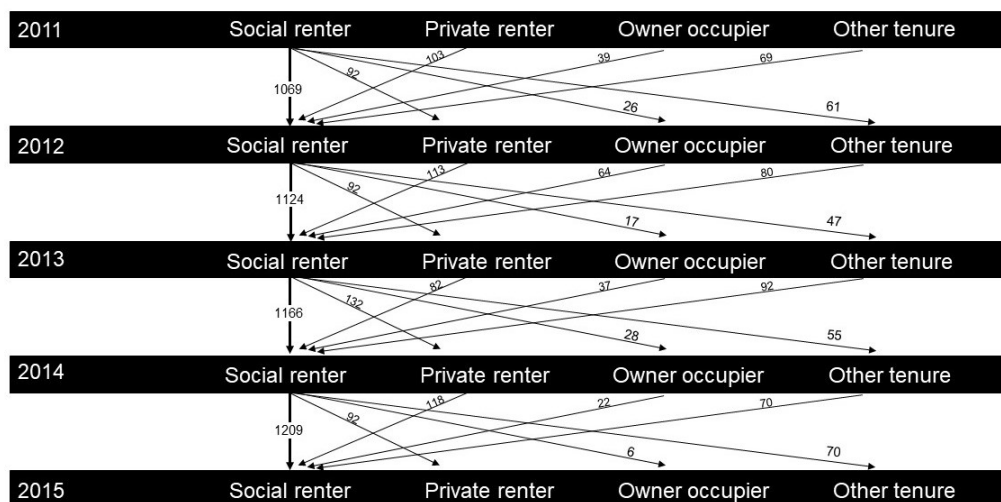 2011 Social renter Private renter Owner occupier Other tenure
103 39 69
92
1069
26 61
2012 Social renter Private renter Owner occupier Other tenure
113 64 80
92
1124
17 47
2013 Social renter Private renter Owner occupier Other tenure
82 37 92
132
1166
28 55
2014 Social renter Private renter Owner occupier Other tenure
118 22 70
92
1209
6 70
2015 Social renter Private renter Owner occupier Other tenure